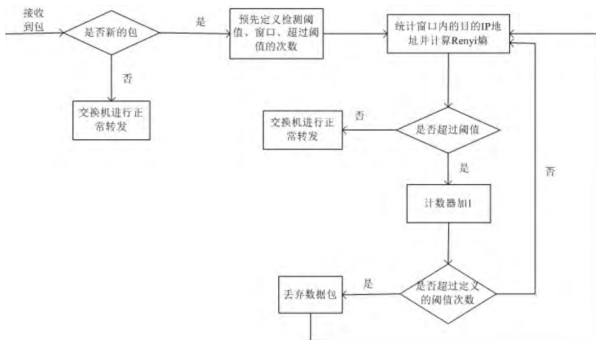 接收
到包
是否新的包
是
预先定义检测阈
值、窗口、超过阈
值的次数
统计窗口内的目的IP地
址并计算Renyi熵
否
交换机进行正
常转发
交换机进行正
常转发
否
是否超过阈值
是
否
计数器加1
丢弃数据包
是
是否超过定义
的阈值次数